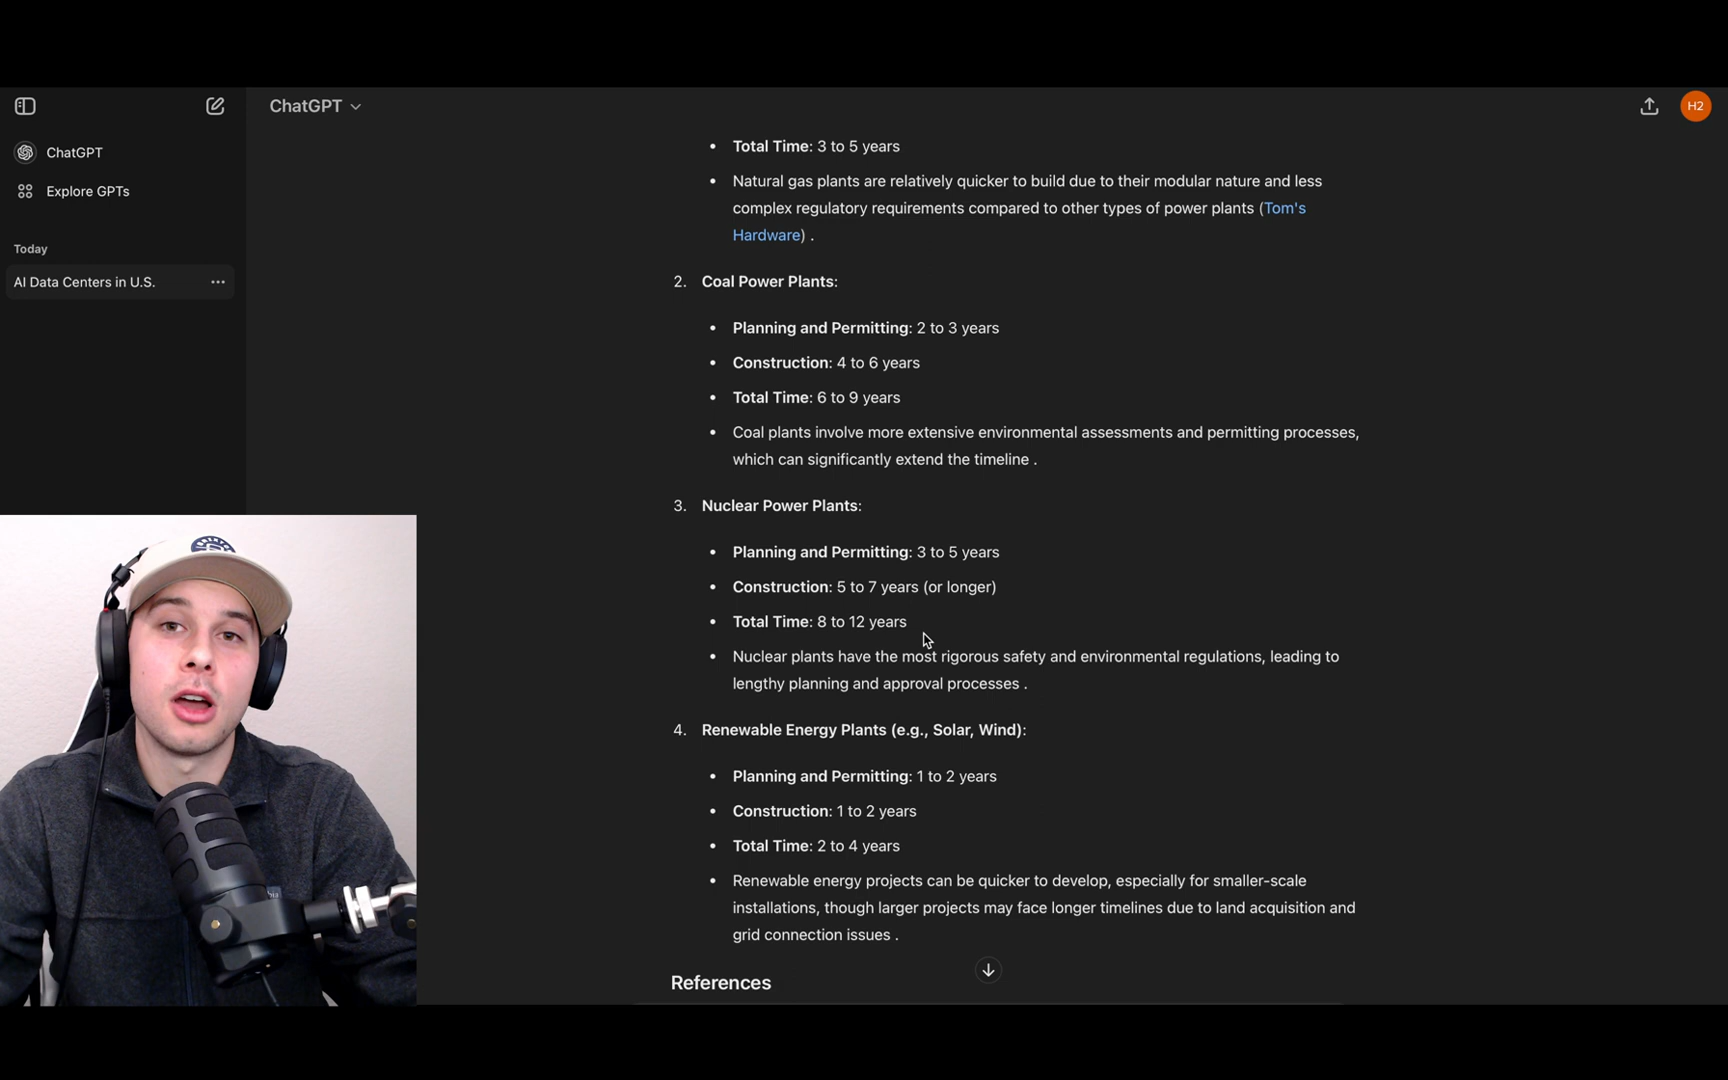 ChatGPT
H2
ChatGPT
Explore GPTs
Today
AI Data Centers in U.S.
• Total Time: 3 to 5 years
• Natural gas plants are relatively quicker to build due to their modular nature and less
complex regulatory requirements compared to other types of power plants (Tom's
Hardware) .
2. Coal Power Plants:
• Planning and Permitting: 2 to 3 years
• Construction: 4 to 6 years
• Total Time: 6 to 9 years
• Coal plants involve more extensive environmental assessments and permitting processes,
which can significantly extend the timeline .
3. Nuclear Power Plants:
• Planning and Permitting: 3 to 5 years
• Construction: 5 to 7 years (or longer)
• Total Time: 8 to 12 years
• Nuclear plants have the most rigorous safety and environmental regulations, leading to
lengthy planning and approval processes .
4. Renewable Energy Plants (e.g., Solar, Wind):
• Planning and Permitting: 1 to 2 years
• Construction: 1 to 2 years
• Total Time: 2 to 4 years
• Renewable energy projects can be quicker to develop, especially for smaller-scale
installations, though larger projects may face longer timelines due to land acquisition and
grid connection issues .
References